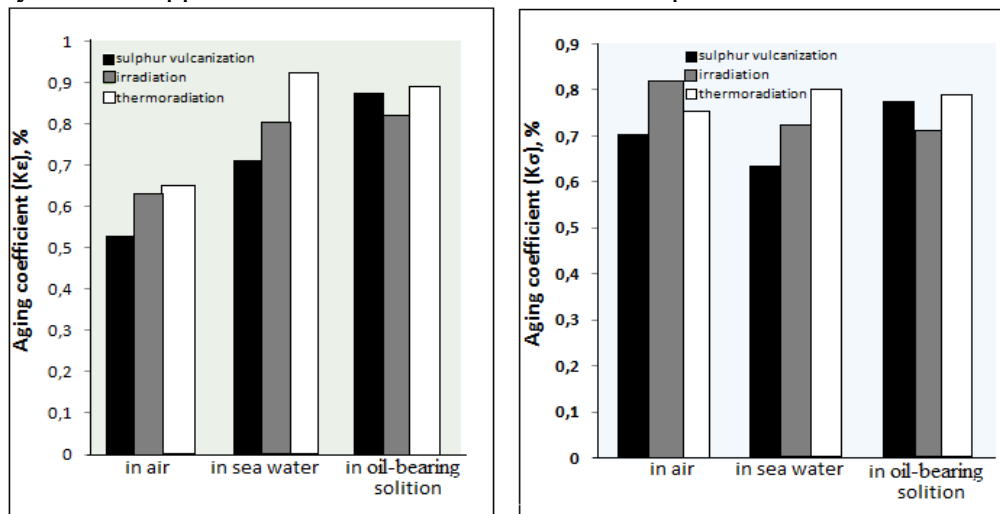 1
0,9
0,8
0,7
0,6
0,5
0,4
0,3
0,2
0,1
0
Aging coefficient (Kε), %
sulphur vulcanization
irradiation
thermoradiation
in air
in sea water
in oil-bearing
solition
0,9
0,8
0,7
0,6
0,5
0,4
0,3
0,2
0,1
0
Aging coefficient (Kσ), %
sulphur vulcanization
irradiation
thermoradiation
in air
in sea water
in oil-bearing
solition